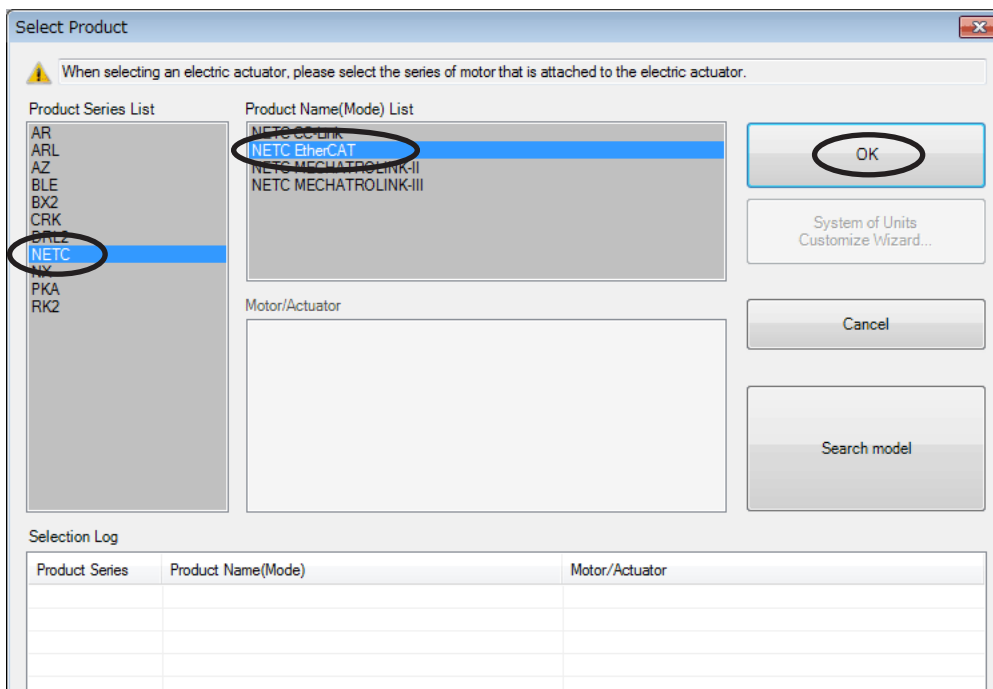 Select Product
When selecting an electric actuator, please select the series of motor that is attached to the electric actuator.
Product Series List
AR
ARL
AZ
BLE
BX2
CRK
DRL2
NETC
NX
PKA
RK2
Product Name(Mode) List
NETC CC-Link
NETC EtherCAT
NETC MECHATROLINK-II
NETC MECHATROLINK-III
Motor/Actuator
OK
System of Units
Customize Wizard...
Cancel
Search model
Selection Log
Product Series Product Name(Mode) Motor/Actuator